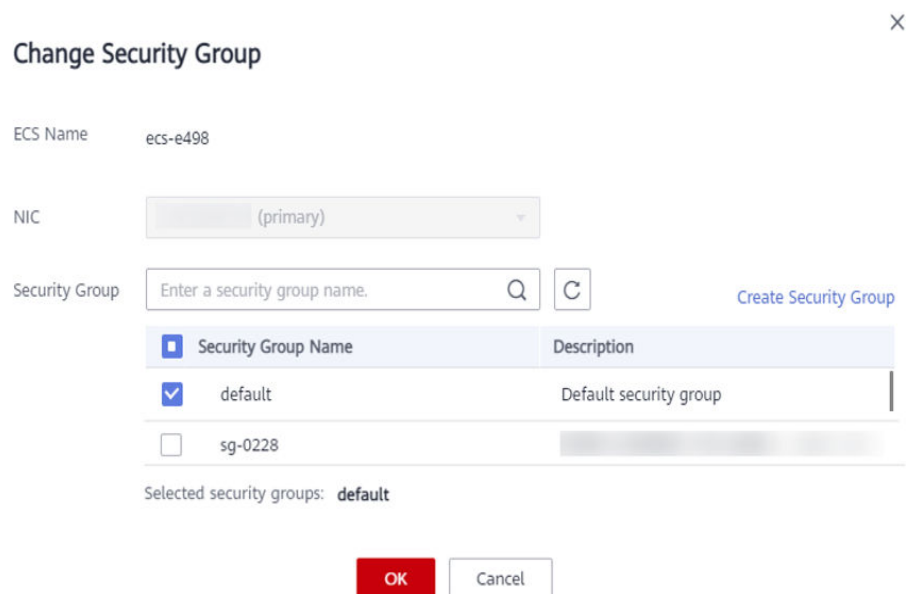 Change Security Group
ECS Name ecs-e498
NIC (primary)
Security Group Enter a security group name. Create Security Group
Security Group Name Description
default Default security group
sg-0228
Selected security groups: default
OK Cancel